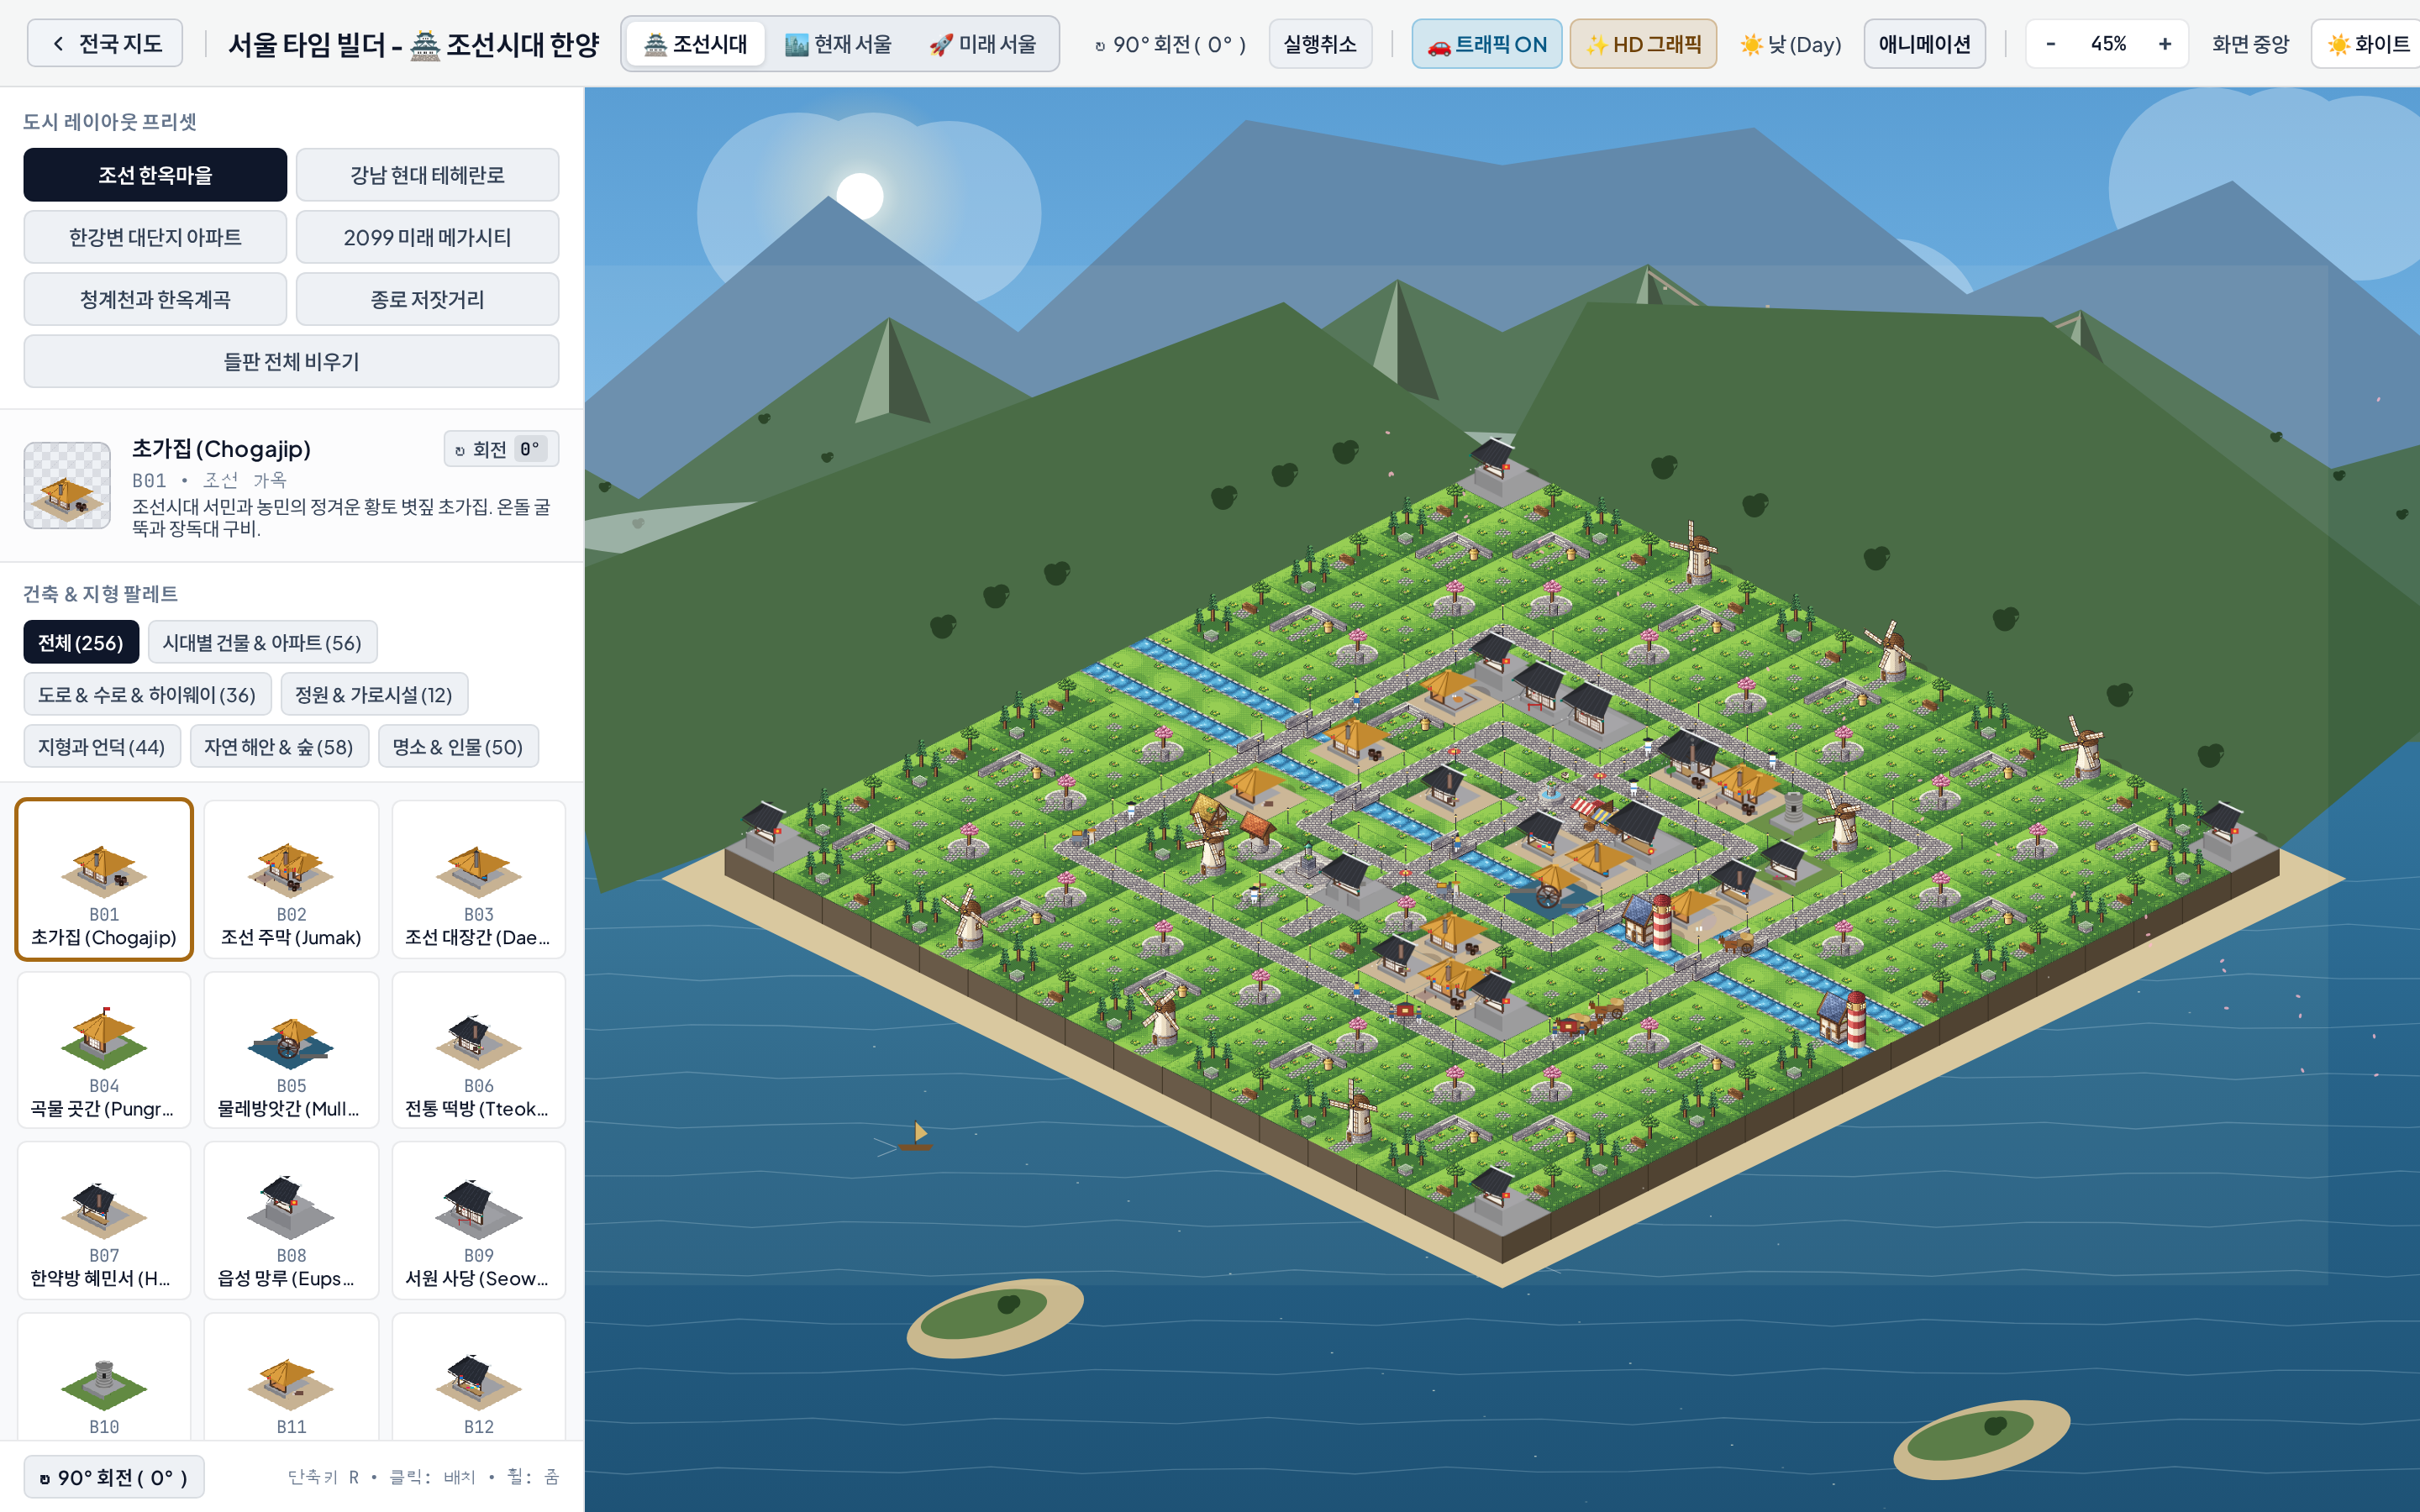 전국 지도
서울 타임 빌더 - 🏯 조선시대 한양
🏯 조선시대
🏙️ 현재 서울
🚀 미래 서울
↻ 90° 회전 ( 0° )
실행취소
🚗 트래픽 ON
✨ HD 그래픽
☀️ 낮 (Day)
애니메이션
- 45% +
화면 중앙
☀️ 화이트
도시 레이아웃 프리셋
조선 한옥마을
강남 현대 테헤란로
한강변 대단지 아파트
2099 미래 메가시티
청계천과 한옥계곡
종로 저잣거리
들판 전체 비우기
초가집 (Chogajip)
↻ 회전 0°
B01 • 조선 가옥
조선시대 서민과 농민의 정겨운 황토 볏짚 초가집. 온돌 굴
뚝과 장독대 구비.
건축 & 지형 팔레트
전체 (256)
시대별 건물 & 아파트 (56)
도로 & 수로 & 하이웨이 (36)
정원 & 가로시설 (12)
지형과 언덕 (44)
자연 해안 & 숲 (58)
명소 & 인물 (50)
B01
초가집 (Chogajip)
B02
조선 주막 (Jumak)
B03
조선 대장간 (Dae...
B04
곡물 곳간 (Pungr...
B05
물레방앗간 (Mull...
B06
전통 떡방 (Tteok...
B07
한약방 혜민서 (H...
B08
읍성 망루 (Eups...
B09
서원 사당 (Seow...
B10
B11
B12
↻ 90° 회전 ( 0° )
단축키 R • 클릭: 배치 • 휠: 줌